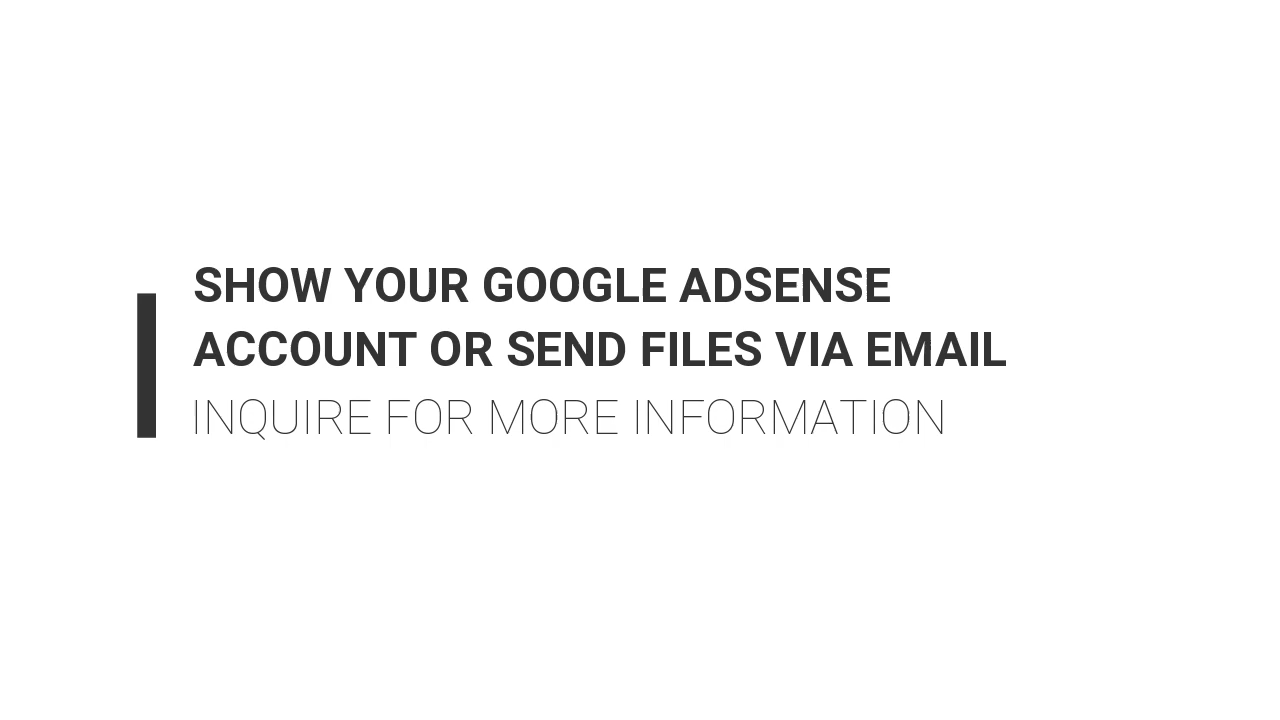 SHOW YOUR GOOGLE ADSENSE
ACCOUNT OR SEND FILES VIA EMAIL
INQUIRE FOR MORE INFORMATION